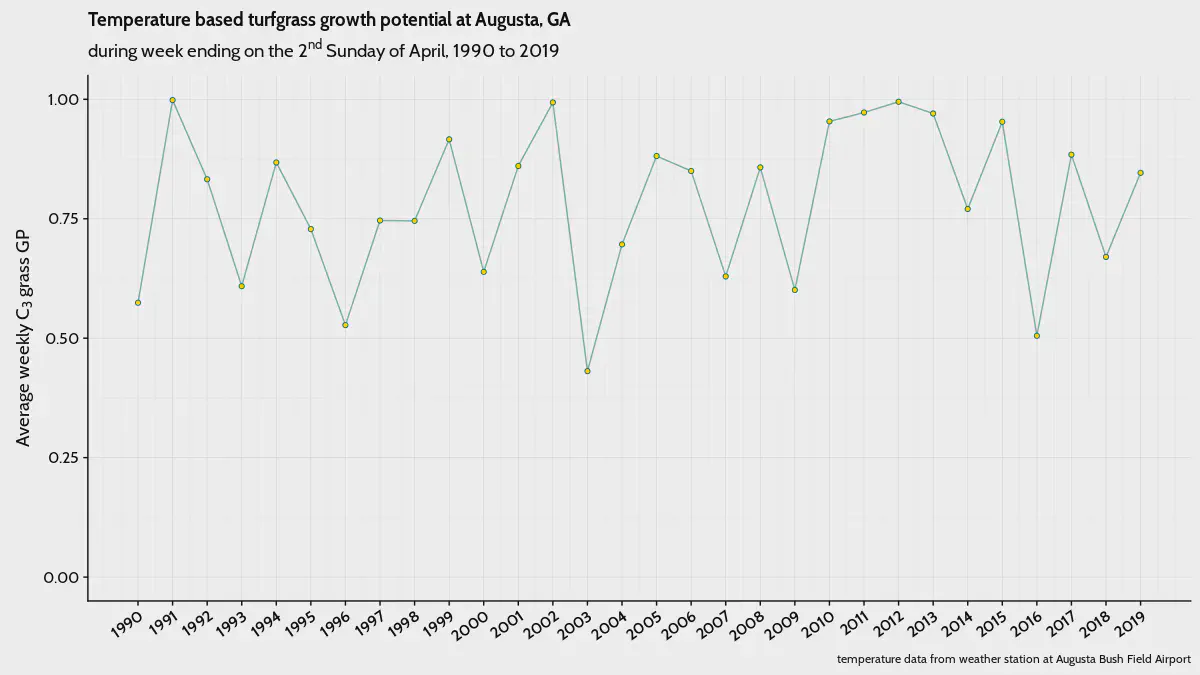 Temperature based turfgrass growth potential at Augusta, GA
during week ending on the 2nd Sunday of April, 1990 to 2019
Average weekly C3 grass GP
1.00
0.75
0.50
0.25
0.00
1990 1991 1992 1993 1994 1995 1996 1997 1998 1999 2000 2001 2002 2003 2004 2005 2006 2007 2008 2009 2010 2011 2012 2013 2014 2015 2016 2017 2018 2019
temperature data from weather station at Augusta Bush Field Airport